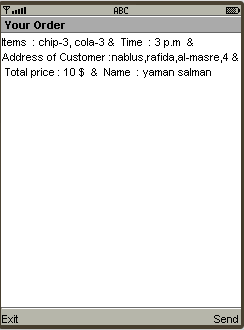 ABC
Your Order
Items : chip-3, cola-3 & Time : 3 p.m &
Address of Customer :nablus,rafida,al-masre,4 &
Total price : 10 $ & Name : yaman salman
Exit Send